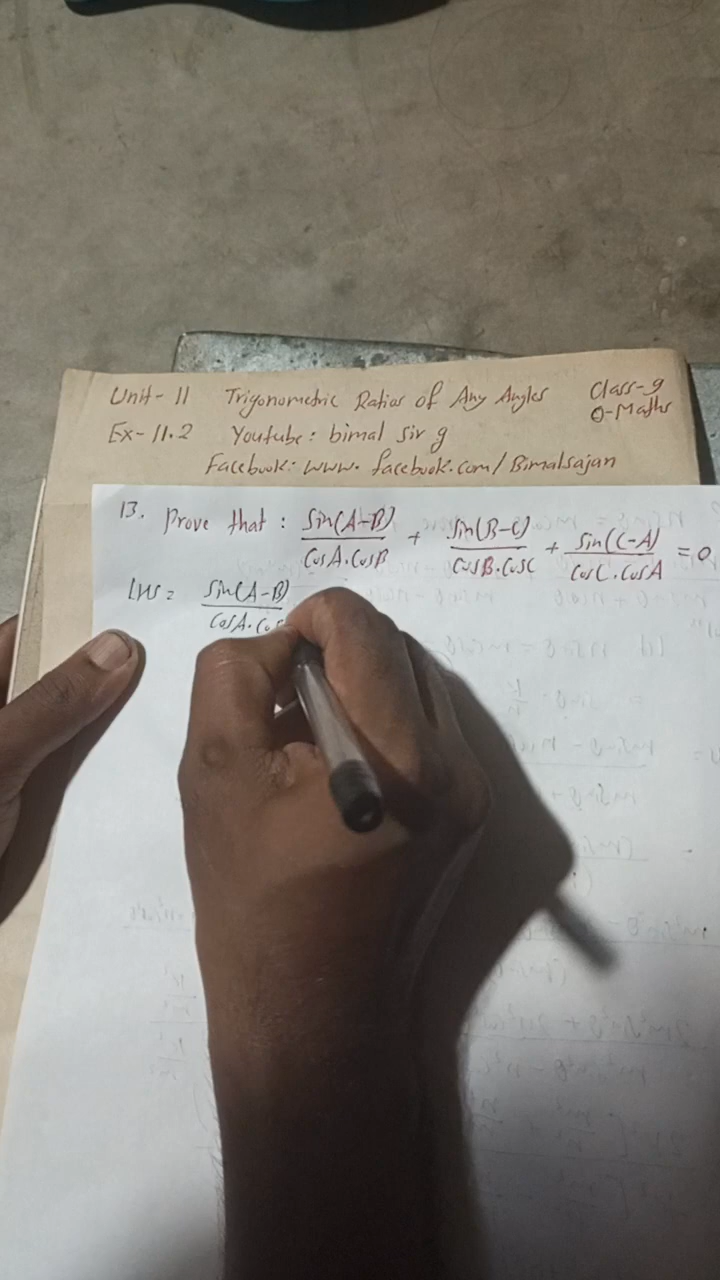 Unit- 11 Trigonometric Ratios of Any Angles Class-9
O-Maths
Ex- 11.2 Youtube: bimal sir g
Facebook: www. facebook.com/Bimalsajan
13. Prove that : Sin(A-B)/CosA.CosB + Sin(B-C)/CosB.CosC + Sin(C-A)/CosC.CosA = 0
LHS = Sin(A-B)/CosA.Cos